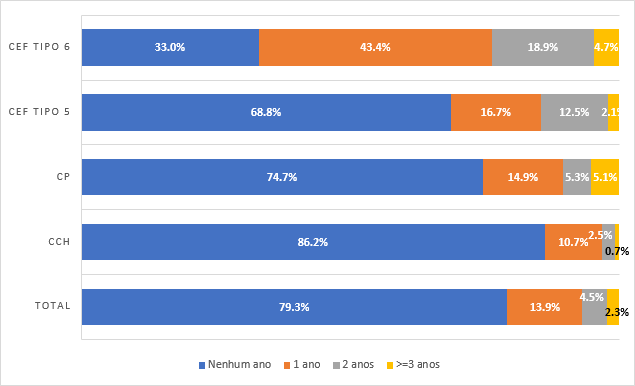 CEF TIPO 6
33.0%
43.4%
18.9%
4.7%
CEF TIPO 5
68.8%
16.7%
12.5%
2.1%
CP
74.7%
14.9%
5.3%
5.1%
CCH
86.2%
10.7%
2.5%
0.7%
TOTAL
79.3%
13.9%
4.5%
2.3%
Nenhum ano
1 ano
2 anos
>=3 anos